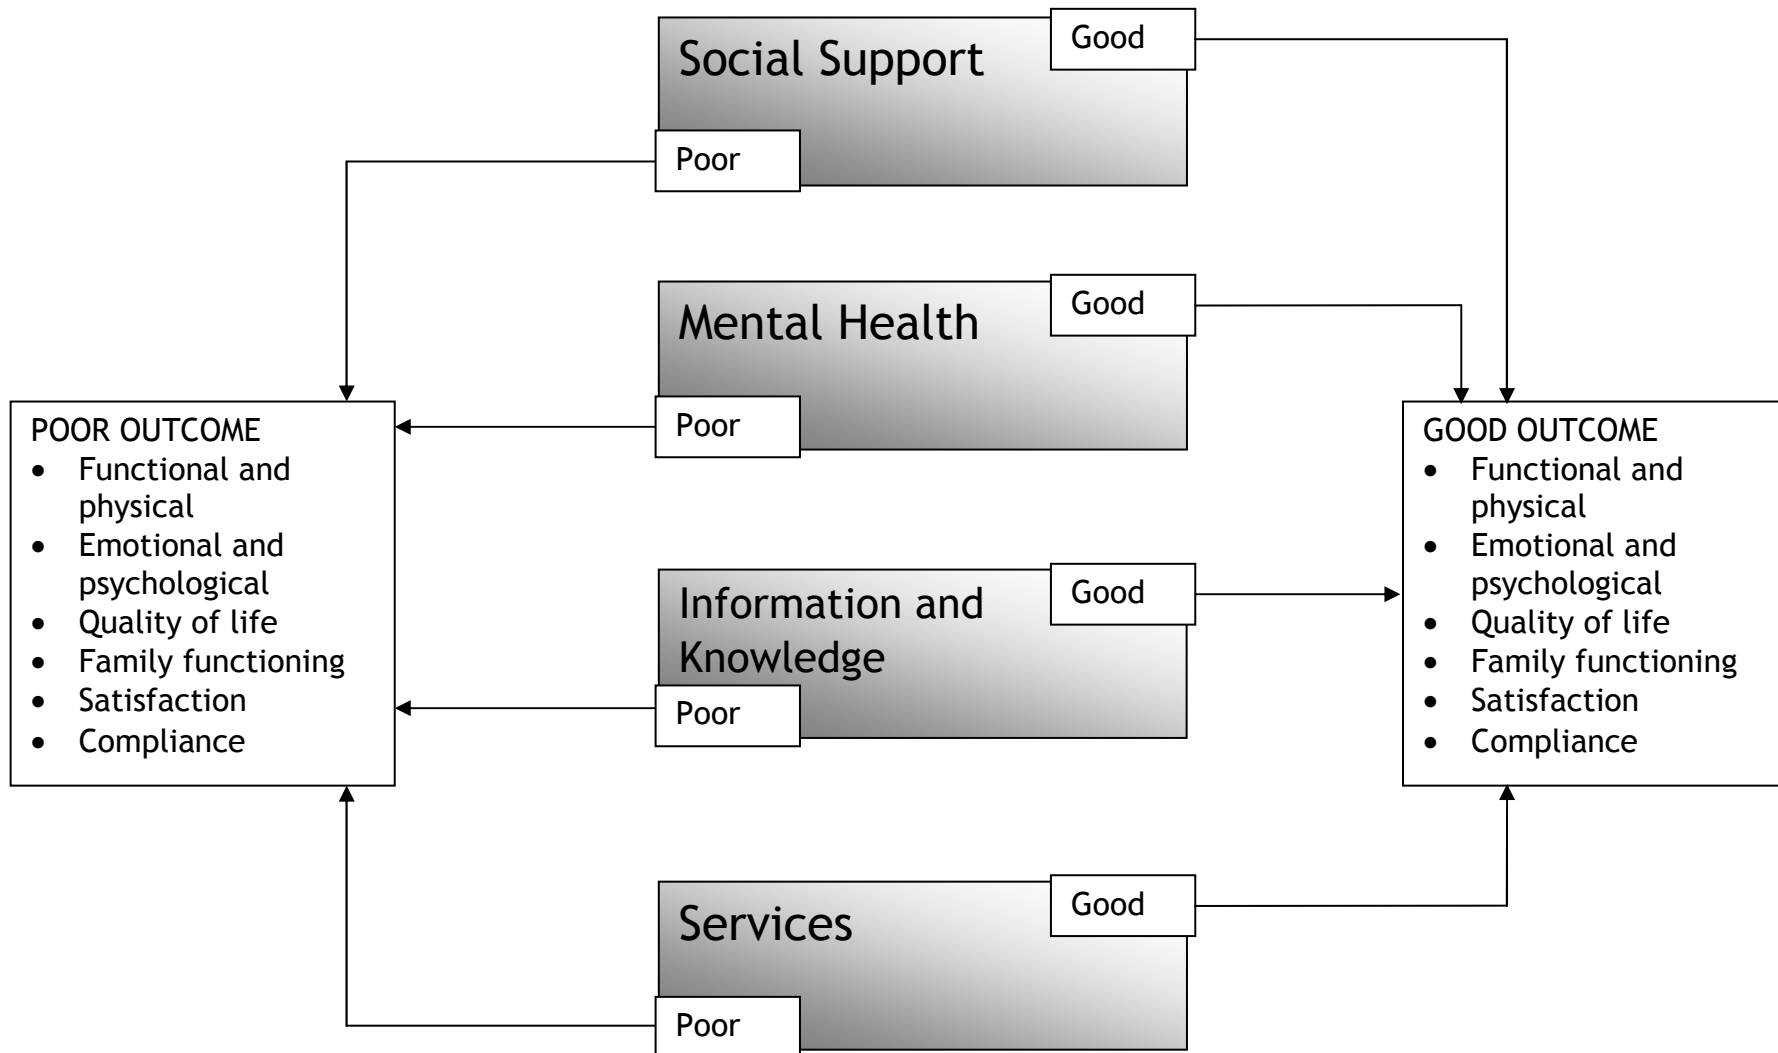 Social Support
Good
Poor
Mental Health
Good
Poor
POOR OUTCOME
• Functional and
physical
• Emotional and
psychological
• Quality of life
• Family functioning
• Satisfaction
• Compliance
Information and
Knowledge
Good
Poor
GOOD OUTCOME
• Functional and
physical
• Emotional and
psychological
• Quality of life
• Family functioning
• Satisfaction
• Compliance
Services
Good
Poor